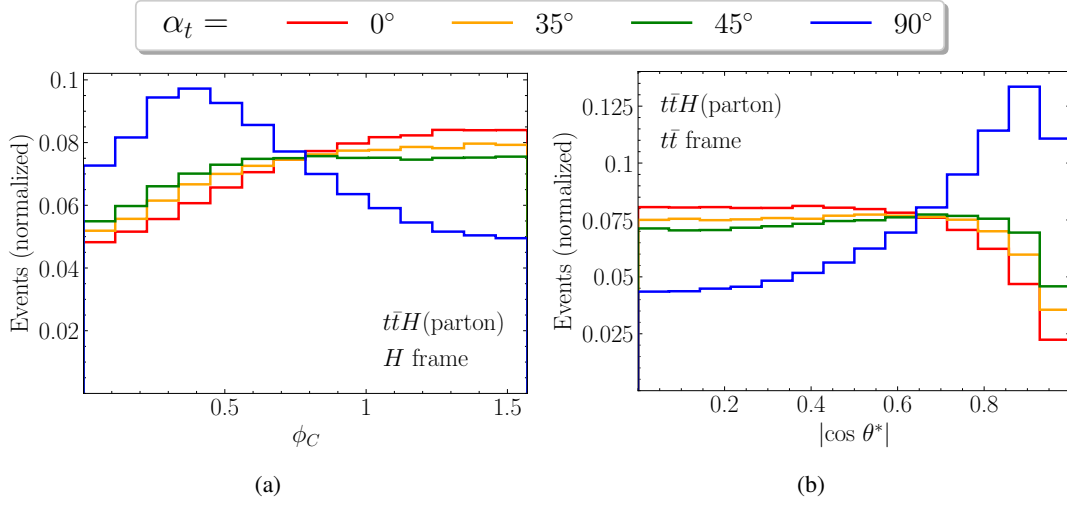 α_t = 0° 35° 45° 90°
Events (normalized)
0.1
0.08
0.06
0.04
0.02
tt̄H(parton)
H frame
0.5 1 1.5
ϕ_C
(a)
Events (normalized)
0.125
0.1
0.075
0.05
0.025
tt̄H(parton)
tt̄ frame
0.2 0.4 0.6 0.8
|cos θ*|
(b)